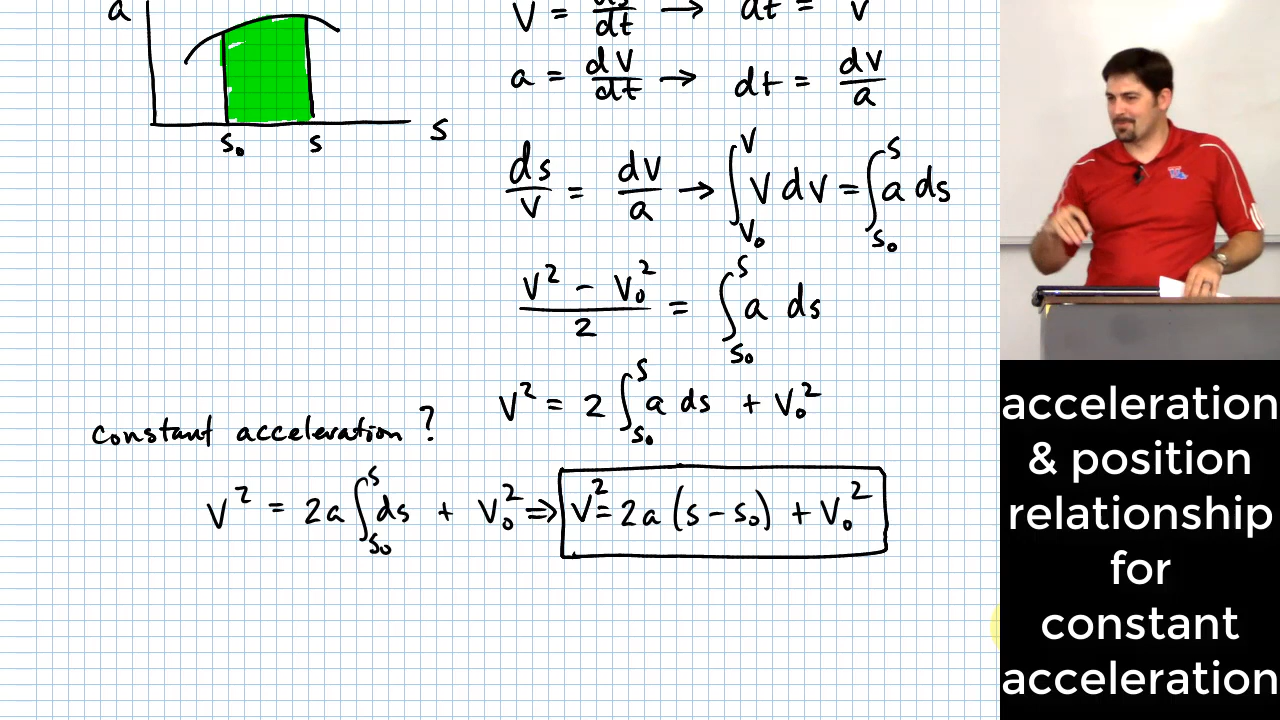 a
V = ds/dt → dt = ds/v
a = dV/dt → dt = dV/a
s
s₀ s
ds/v = dV/a → ∫_{V₀}^{V} V dV = ∫_{s₀}^{s} a ds
(V² - V₀²)/2 = ∫_{s₀}^{s} a ds
V² = 2 ∫_{s₀}^{s} a ds + V₀²
constant acceleration ?
V² = 2a ∫_{s₀}^{s} ds + V₀² ⇒ V² = 2a (s - s₀) + V₀²
acceleration
& position
relationship
for
constant
acceleration